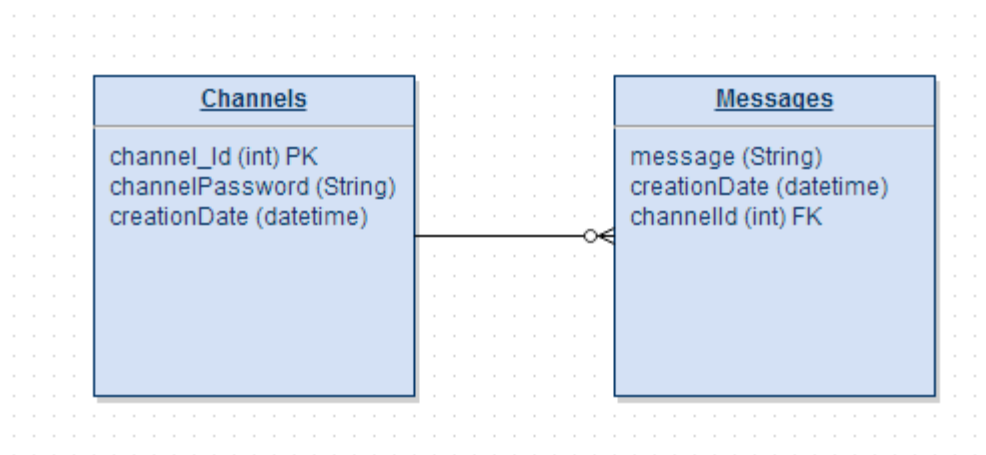 Channels
channel_Id (int) PK
channelPassword (String)
creationDate (datetime)
Messages
message (String)
creationDate (datetime)
channelId (int) FK